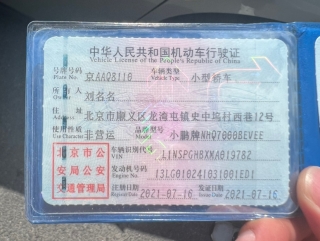 中华人民共和国机动车行驶证
Vehicle License of the People's Republic of China
号牌号码 京AAQ8110 车辆类型 小型轿车
Plate No. Vehicle Type
所有人 刘名名
Owner
住址 北京市顺义区龙湾屯镇史中坞村西巷12号
Address
使用性质 非营运 品牌型号 小鹏牌NHQ7000BEVEE
Use Character Model
北京市公 车辆识别代号 L1NSPGHBXMA019782
VIN
安局公安 发动机号码 13LG010241031001ED1
Engine No.
交通管理局 注册日期 2021-07-16 发证日期 2021-07-16
Register Date Issue Date